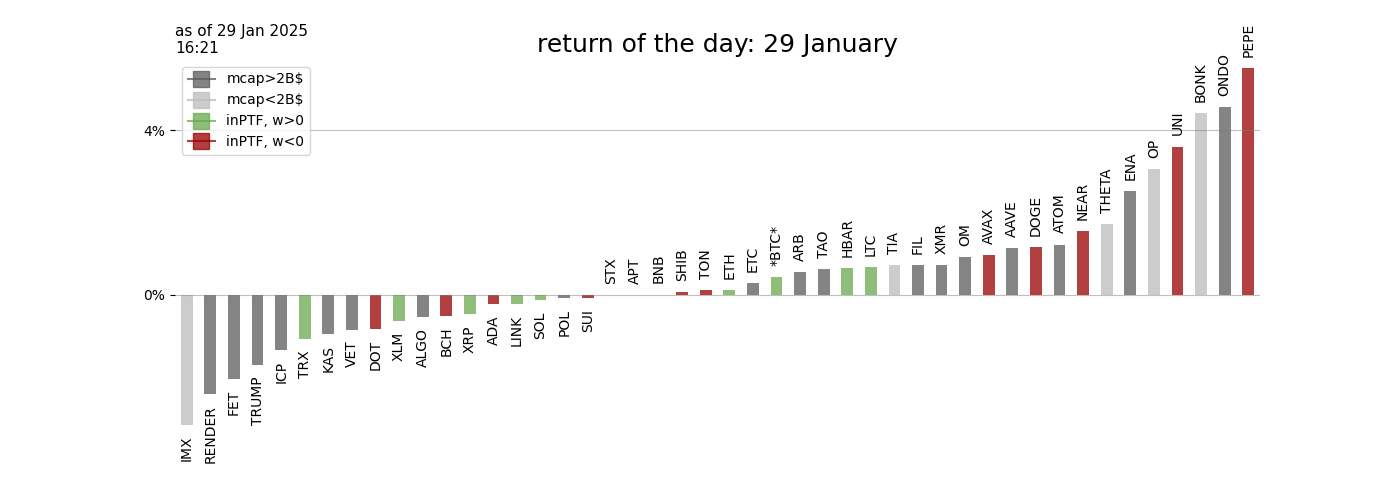 as of 29 Jan 2025
16:21
return of the day: 29 January
mcap>2B$
mcap<2B$
inPTF, w>0
inPTF, w<0
4%
0%
IMX
RENDER
FET
TRUMP
ICP
TRX
KAS
VET
DOT
XLM
ALGO
BCH
XRP
ADA
LINK
SOL
POL
SUI
STX
APT
BNB
SHIB
TON
ETH
ETC
*BTC*
ARB
TAO
HBAR
LTC
TIA
FIL
XMR
OM
AVAX
AAVE
DOGE
ATOM
NEAR
THETA
ENA
OP
UNI
BONK
ONDO
PEPE